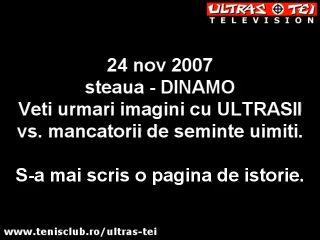 ULTRAS TEI
TELEVISION
24 nov 2007
steaua - DINAMO
Veti urmari imagini cu ULTRASII
vs. mancatorii de seminte uimiti.
S-a mai scris o pagina de istorie.
www.tenisclub.ro/ultras-tei